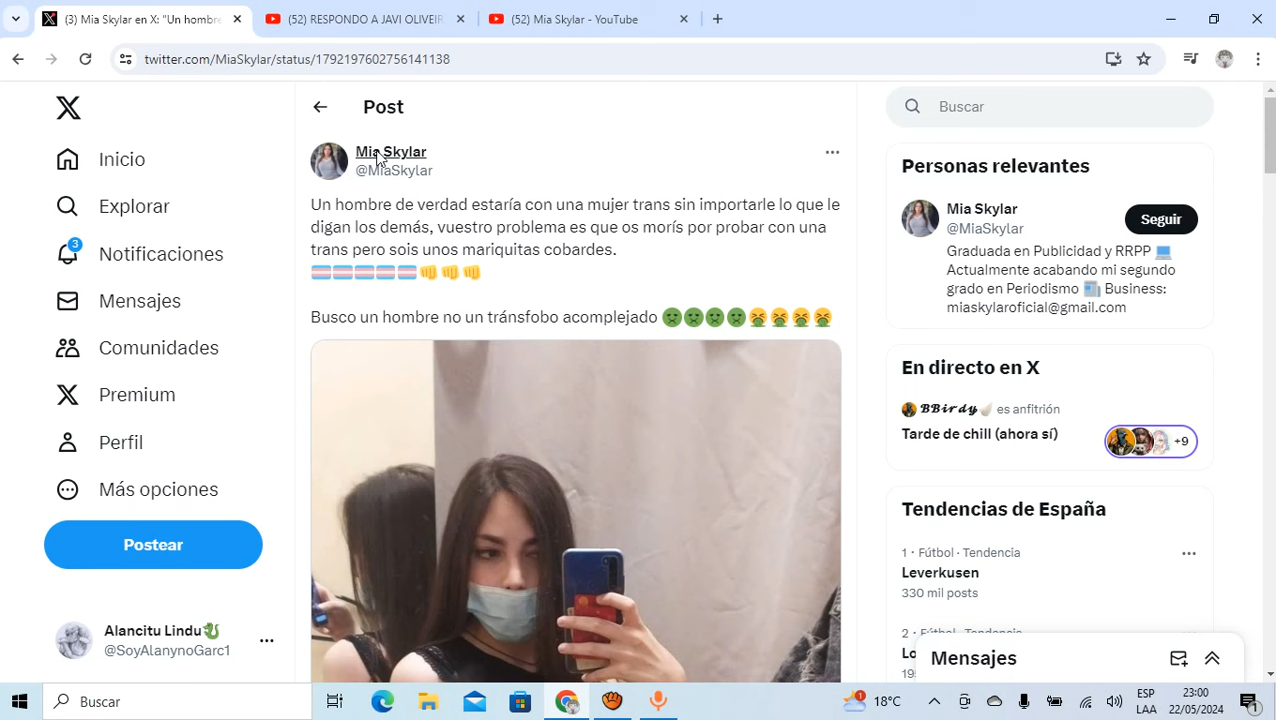 (3) Mia Skylar en X: "Un hombre
(52) RESPONDO A JAVI OLIVEIR
(52) Mia Skylar - YouTube
twitter.com/MiaSkylar/status/1792197602756141138
Inicio
Explorar
3
Notificaciones
Mensajes
Comunidades
Premium
Perfil
Más opciones
Postear
Alancitu Lindu🐉
@SoyAlanynoGarc1
Post
Mia Skylar
@MiaSkylar
Un hombre de verdad estaría con una mujer trans sin importarle lo que le
digan los demás, vuestro problema es que os morís por probar con una
trans pero sois unos mariquitas cobardes.
🏳️‍⚧️🏳️‍⚧️🏳️‍⚧️🏳️‍⚧️🏳️‍⚧️👊👊👊
Busco un hombre no un tránsfobo acomplejado 🤢🤢🤢🤢🤮🤮🤮🤮
Buscar
Personas relevantes
Mia Skylar
@MiaSkylar
Seguir
Graduada en Publicidad y RRPP 💻
Actualmente acabando mi segundo
grado en Periodismo 📰 Business:
miaskylaroficial@gmail.com
En directo en X
𝓑𝓑𝓲𝓻𝓭𝔂🕊️ es anfitrión
Tarde de chill (ahora sí)
+9
Tendencias de España
1 · Fútbol · Tendencia
Leverkusen
330 mil posts
2 · Fútbol · Tendencia
Mensajes
Buscar
1
18°C
ESP
LAA
23:00
22/05/2024
1